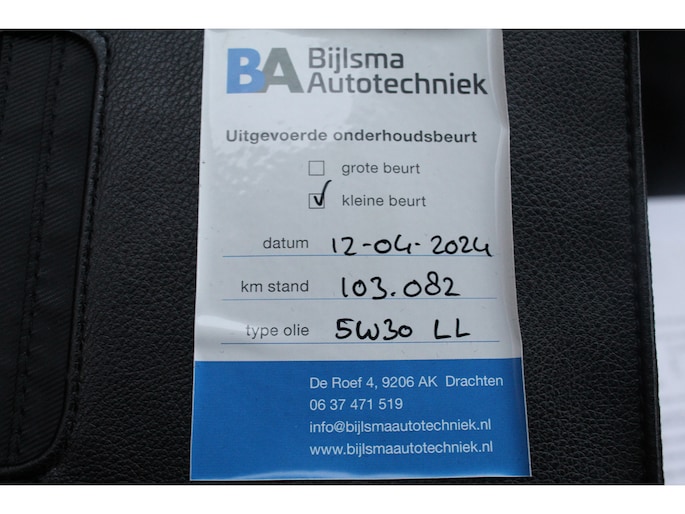 BA Bijlsma
Autotechniek
Uitgevoerde onderhoudsbeurt
grote beurt
kleine beurt
datum 12-04-2024
km stand 103.082
type olie 5W30 LL
De Roef 4, 9206 AK Drachten
06 37 471 519
info@bijlsmaautotechniek.nl
www.bijlsmaautotechniek.nl